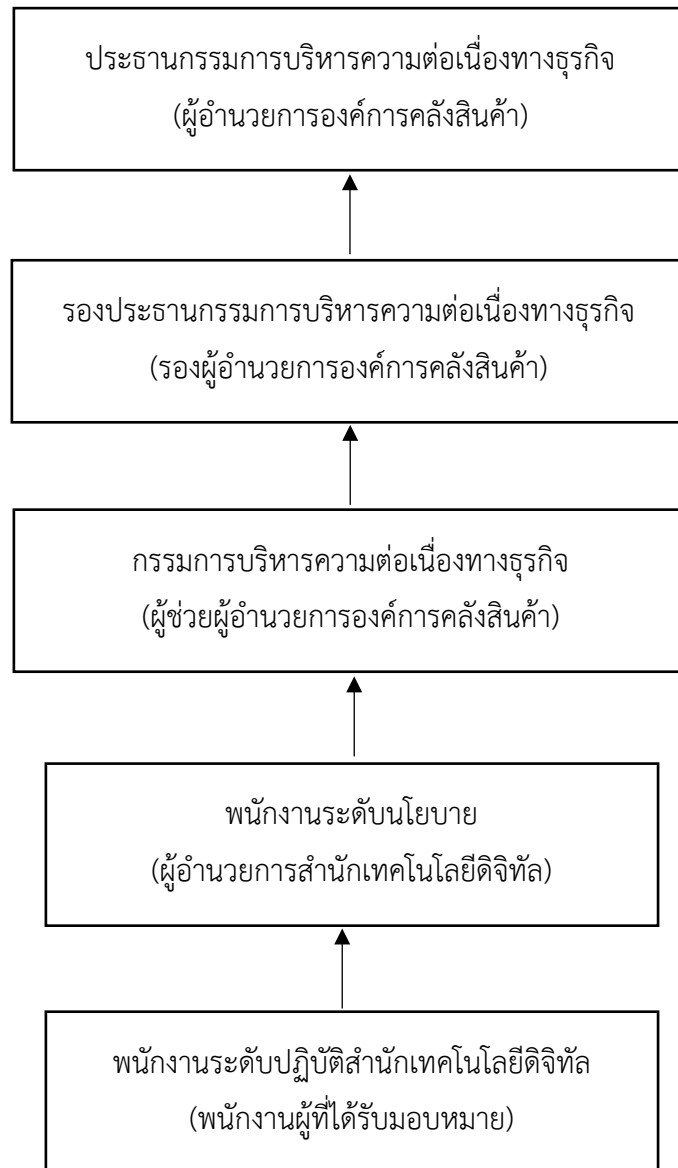 ประธานกรรมการบริหารความต่อเนื่องทางธุรกิจ
(ผู้อำนวยการองค์การคลังสินค้า)
รองประธานกรรมการบริหารความต่อเนื่องทางธุรกิจ
(รองผู้อำนวยการองค์การคลังสินค้า)
กรรมการบริหารความต่อเนื่องทางธุรกิจ
(ผู้ช่วยผู้อำนวยการองค์การคลังสินค้า)
พนักงานระดับนโยบาย
(ผู้อำนวยการสำนักเทคโนโลยีดิจิทัล)
พนักงานระดับปฏิบัติสำนักเทคโนโลยีดิจิทัล
(พนักงานผู้ที่ได้รับมอบหมาย)